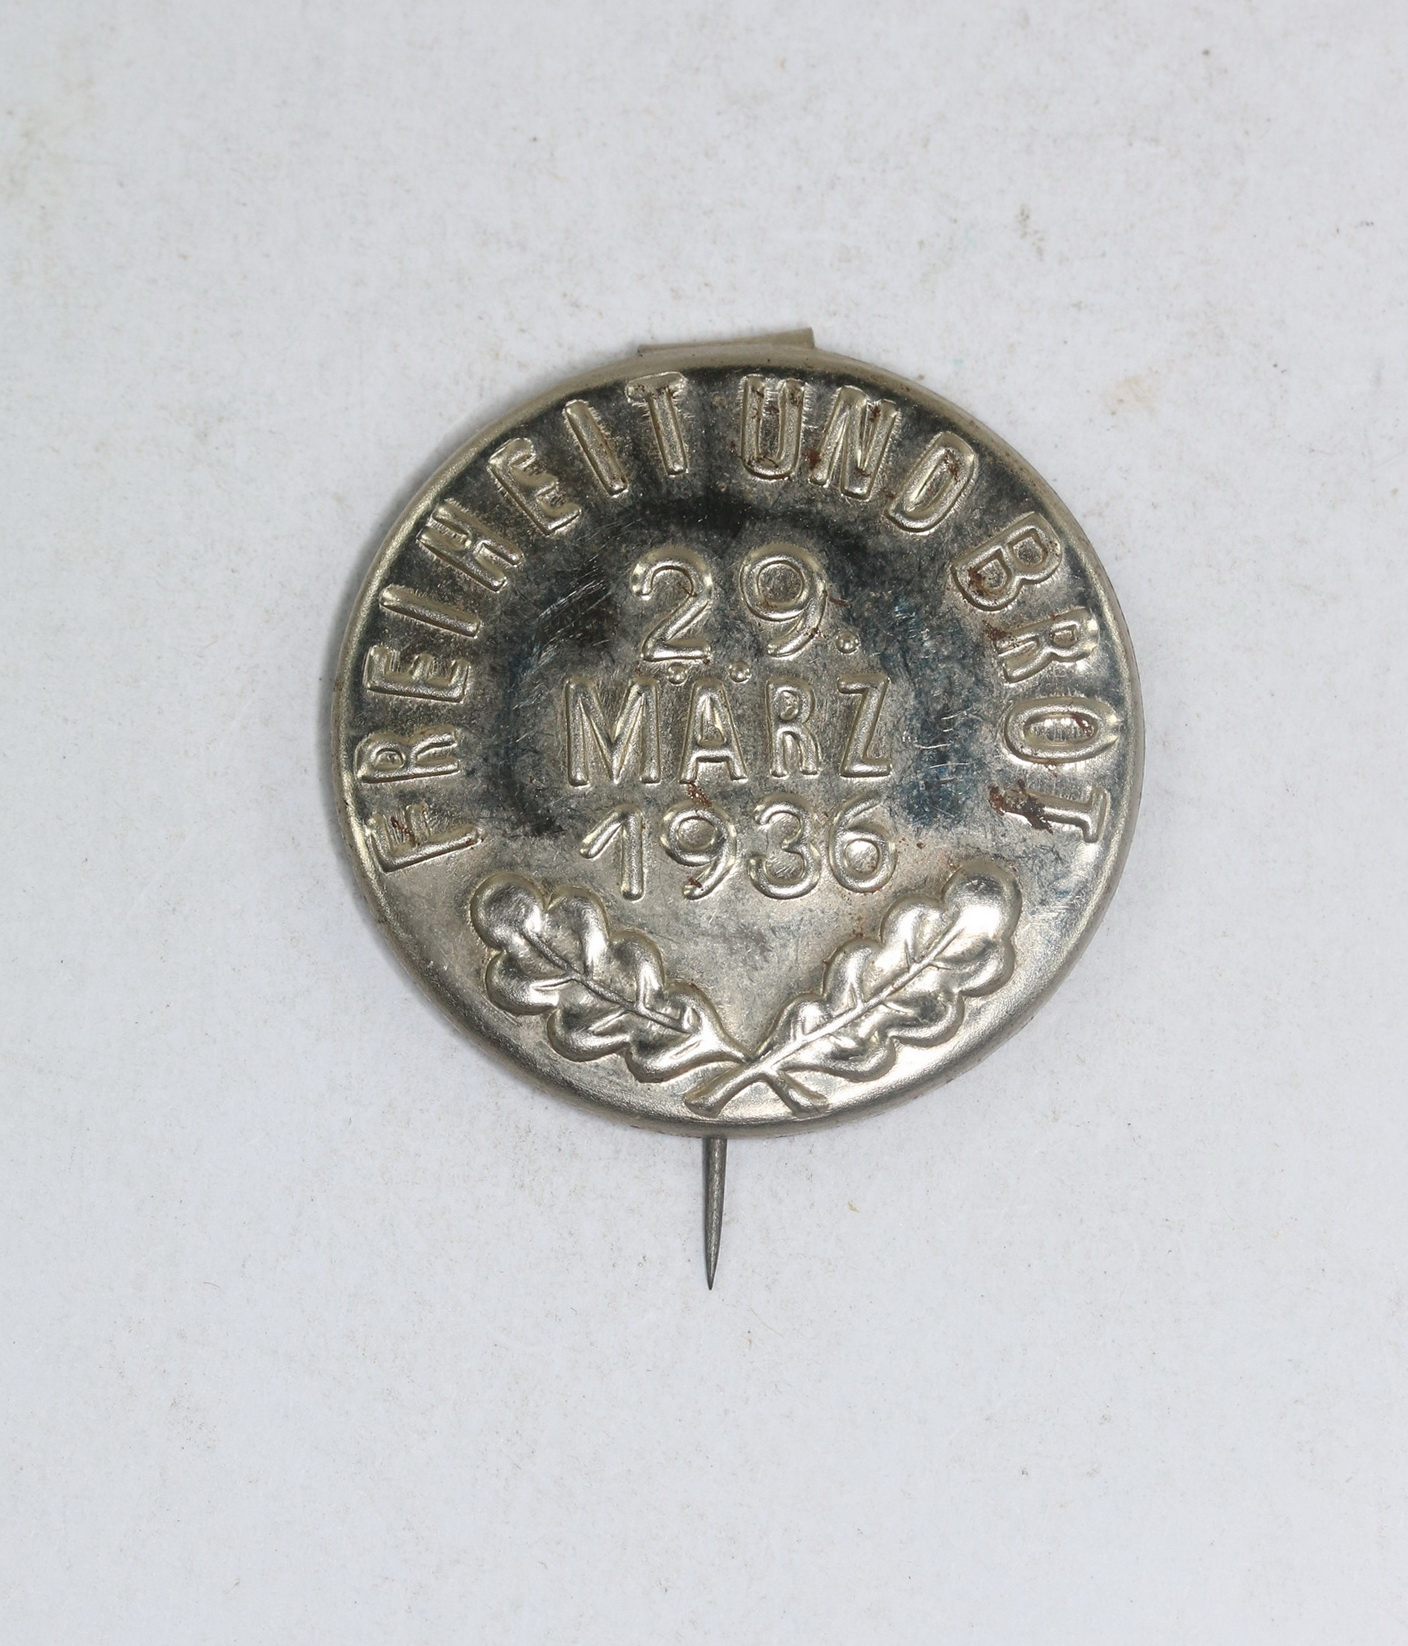 FREIHEIT UND BROT
29.
MÄRZ
1936